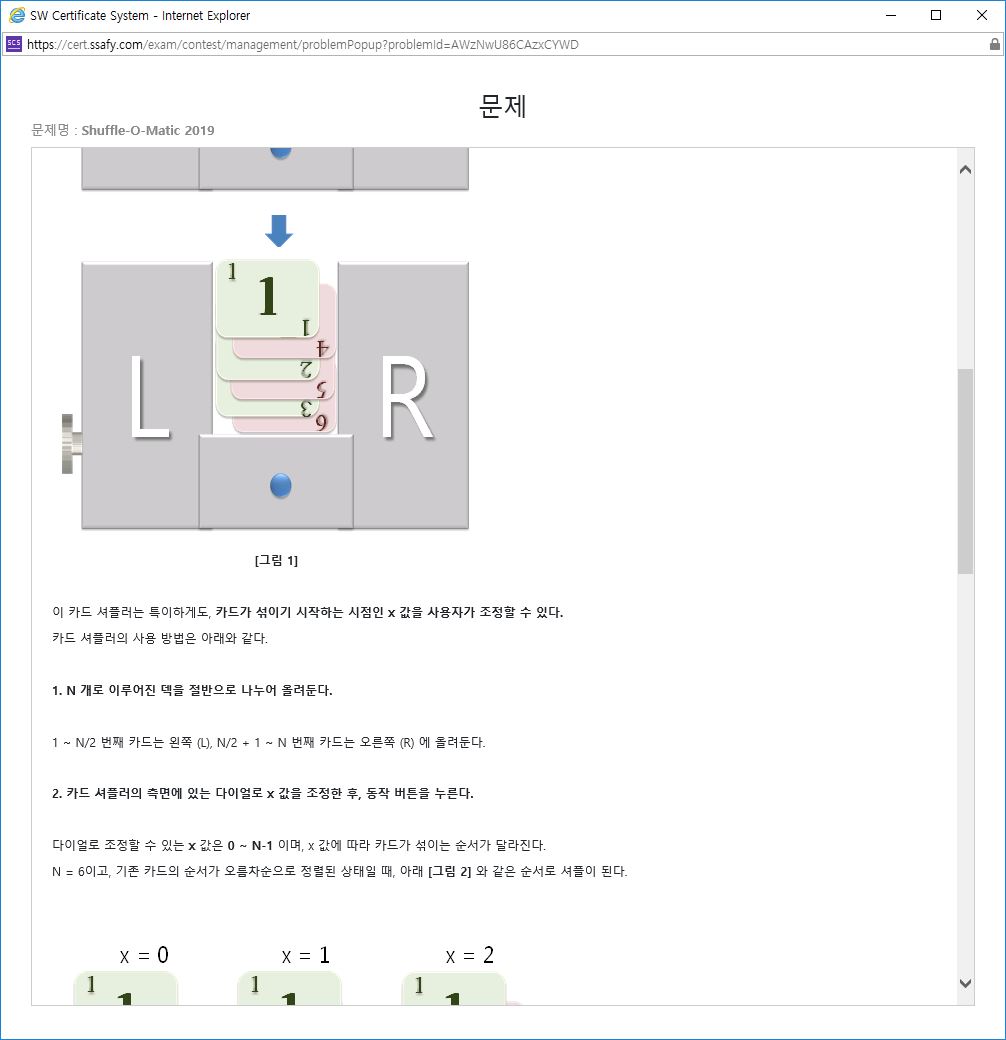 SW Certificate System - Internet Explorer
SCS https://cert.ssafy.com/exam/contest/management/problemPopup?problemId=AWzNwU86CAzxCYWD
문제
문제명 : Shuffle-O-Matic 2019
1
1
1
4
2
5
3
6
L
R
[그림 1]
이 카드 셔플러는 특이하게도, 카드가 섞이기 시작하는 시점인 x 값을 사용자가 조정할 수 있다.
카드 셔플러의 사용 방법은 아래와 같다.
1. N 개로 이루어진 덱을 절반으로 나누어 올려둔다.
1 ~ N/2 번째 카드는 왼쪽 (L), N/2 + 1 ~ N 번째 카드는 오른쪽 (R) 에 올려둔다.
2. 카드 셔플러의 측면에 있는 다이얼로 x 값을 조정한 후, 동작 버튼을 누른다.
다이얼로 조정할 수 있는 x 값은 0 ~ N-1 이며, x 값에 따라 카드가 섞이는 순서가 달라진다.
N = 6이고, 기존 카드의 순서가 오름차순으로 정렬된 상태일 때, 아래 [그림 2] 와 같은 순서로 셔플이 된다.
x = 0 x = 1 x = 2
1 1 1
1 1 1